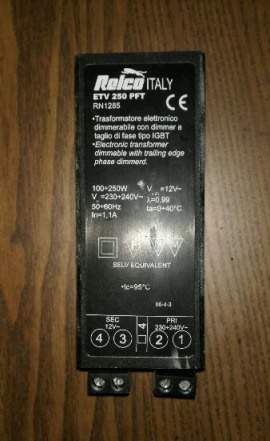 Relco ITALY
ETV 250 PFT
RN1285
CE
•Trasformatore elettronico
dimmerabile con dimmer a
taglio di fase tipo IGBT
•Electronic transformer
dimmable with trailing edge
phase dimmerd.
100÷250W
V =12V~
V =230÷240V~
λ=0,99
50÷60Hz
ta=0÷40°C
In=1,1A
SELV EQUIVALENT
•tc=95°C
SEC
12V~
PRI
230÷240V~
4 3 2 1